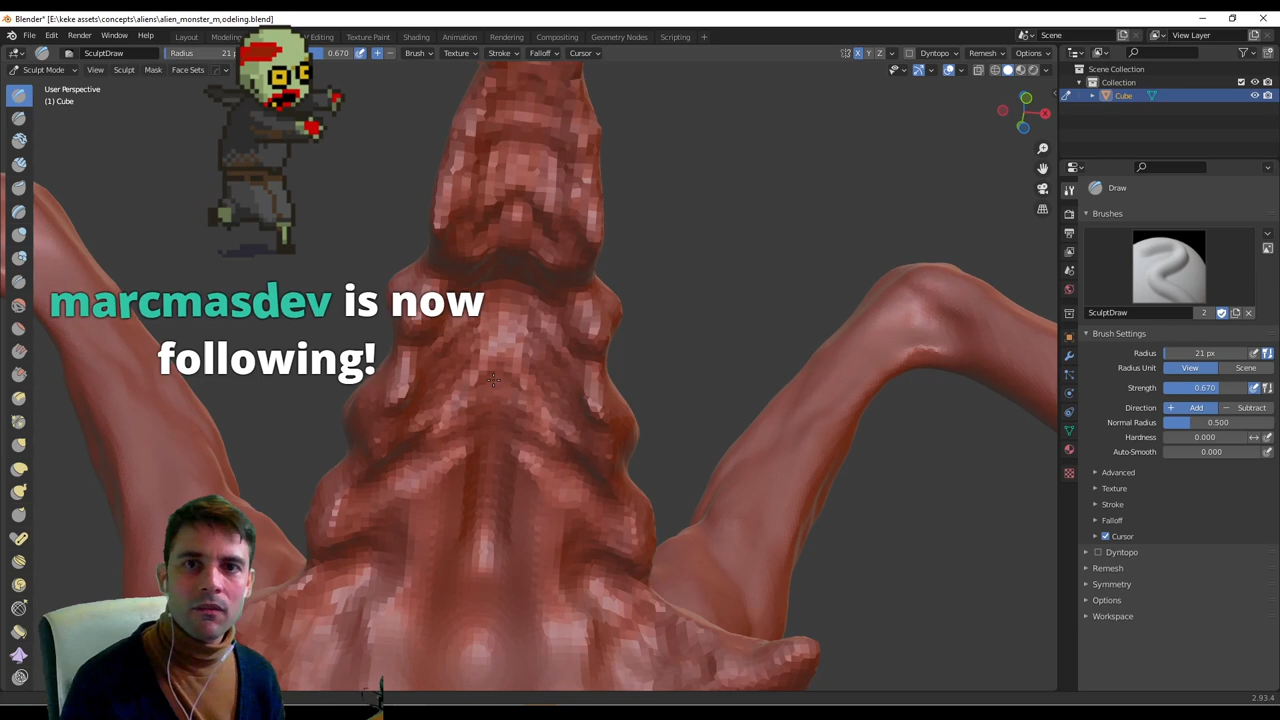 Blender* [E:\keke assets\concepts\aliens\alien_monster_m,odeling.blend]
File Edit Render Window Help Layout Texture Paint Shading Animation Rendering Geometry Nodes Scripting Scene View Layer
SculptDraw Radius 21 p 0.670 Brush Texture Stroke Falloff Cursor X Y Z Dyntopo Remesh Options
Sculpt Mode View Sculpt Mask Face Sets
User Perspective
(1) Cube
Scene Collection
Collection
Cube
X
Draw
Brushes
SculptDraw 2
Brush Settings
Radius 21 px
Radius Unit View Scene
Strength 0.670
Direction Add Subtract
Normal Radius 0.500
Hardness 0.000
Auto-Smooth 0.000
Advanced
Texture
Stroke
Falloff
Cursor
Dyntopo
Remesh
Symmetry
Options
Workspace
marcmasdev is now
following!
2.93.4